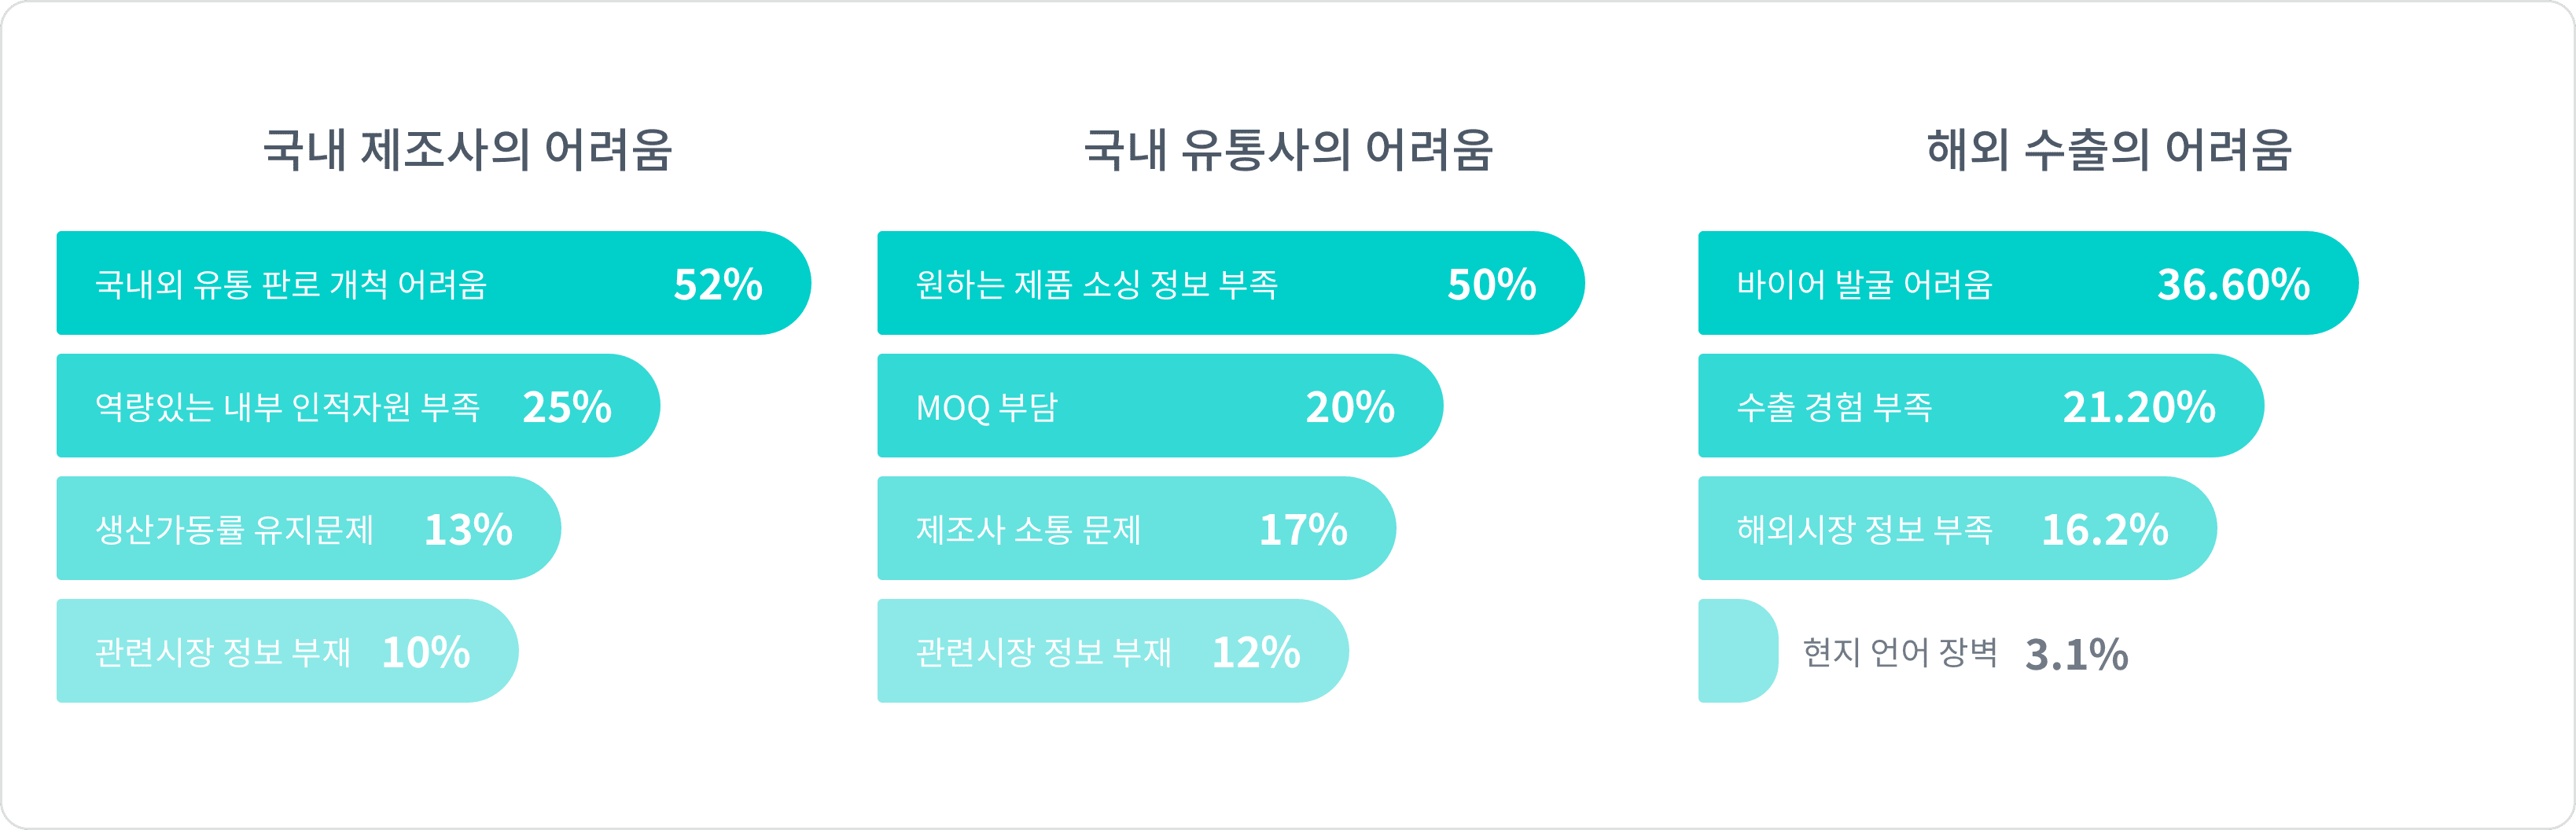 국내 제조사의 어려움
국내외 유통 판로 개척 어려움 52%
역량있는 내부 인적자원 부족 25%
생산가동률 유지문제 13%
관련시장 정보 부재 10%
국내 유통사의 어려움
원하는 제품 소싱 정보 부족 50%
MOQ 부담 20%
제조사 소통 문제 17%
관련시장 정보 부재 12%
해외 수출의 어려움
바이어 발굴 어려움 36.60%
수출 경험 부족 21.20%
해외시장 정보 부족 16.2%
현지 언어 장벽 3.1%